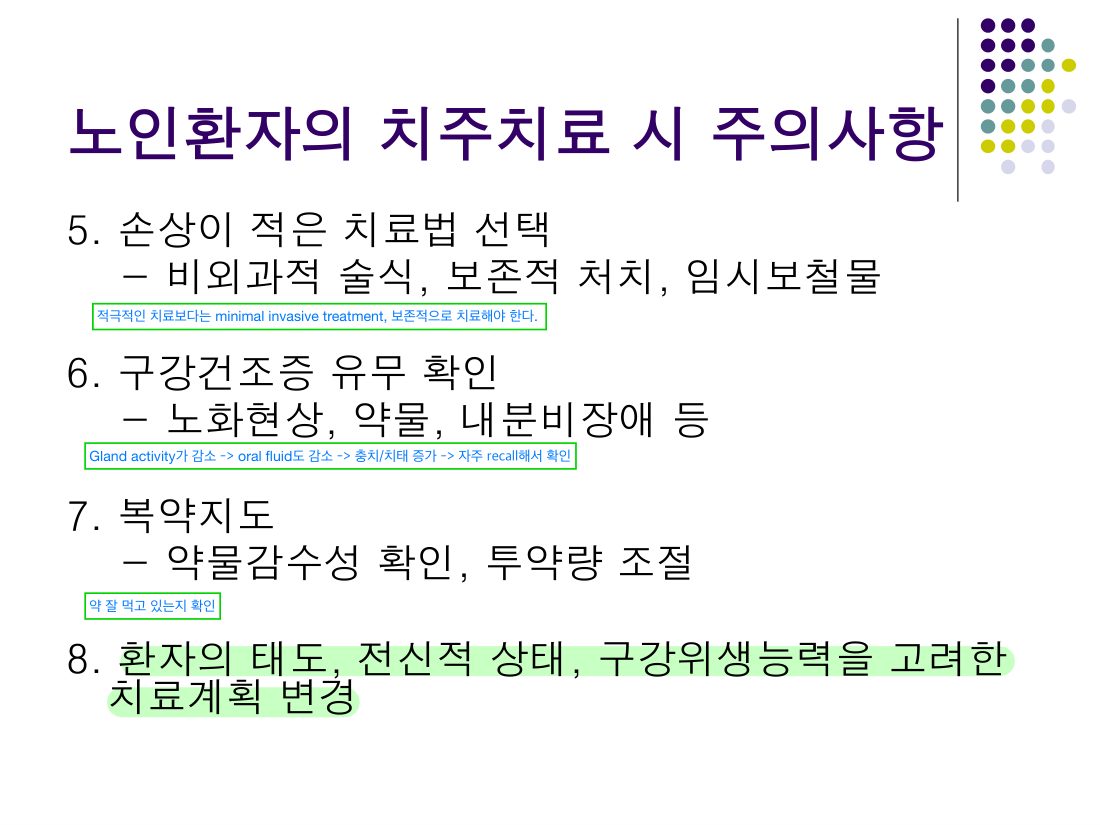 노인환자의 치주치료 시 주의사항
5. 손상이 적은 치료법 선택
– 비외과적 술식, 보존적 처치, 임시보철물
적극적인 치료보다는 minimal invasive treatment, 보존적으로 치료해야 한다.
6. 구강건조증 유무 확인
– 노화현상, 약물, 내분비장애 등
Gland activity가 감소 -> oral fluid도 감소 -> 충치/치태 증가 -> 자주 recall해서 확인
7. 복약지도
– 약물감수성 확인, 투약량 조절
약 잘 먹고 있는지 확인
8. 환자의 태도, 전신적 상태, 구강위생능력을 고려한
치료계획 변경